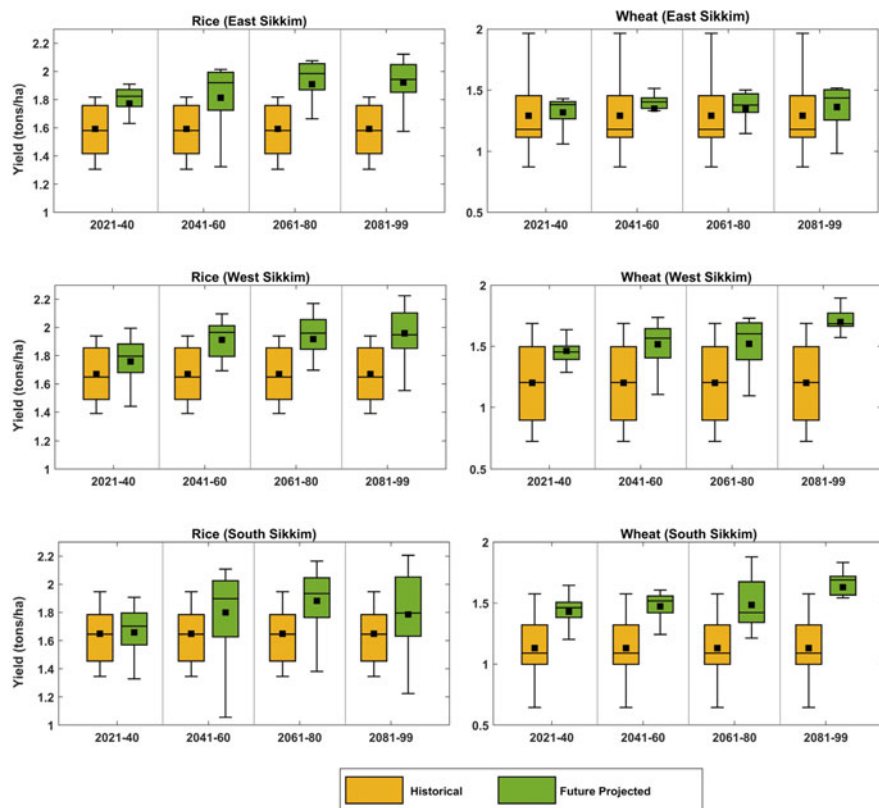 Rice (East Sikkim)
Yield (tons/ha)
2.2
2
1.8
1.6
1.4
1.2
1
2021-40 2041-60 2061-80 2081-99
Wheat (East Sikkim)
2
1.5
1
0.5
2021-40 2041-60 2061-80 2081-99
Rice (West Sikkim)
Yield (tons/ha)
2.2
2
1.8
1.6
1.4
1.2
1
2021-40 2041-60 2061-80 2081-99
Wheat (West Sikkim)
2
1.5
1
0.5
2021-40 2041-60 2061-80 2081-99
Rice (South Sikkim)
Yield (tons/ha)
2.2
2
1.8
1.6
1.4
1.2
1
2021-40 2041-60 2061-80 2081-99
Wheat (South Sikkim)
2
1.5
1
0.5
2021-40 2041-60 2061-80 2081-99
Historical Future Projected